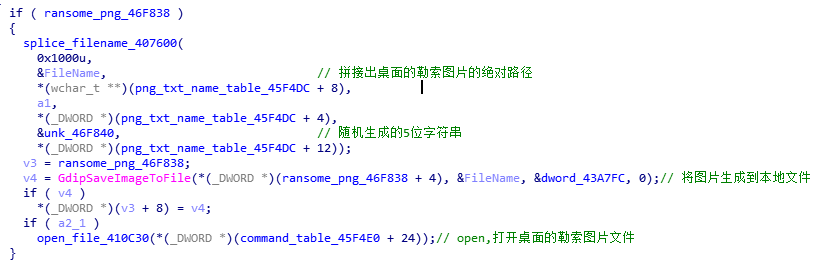 if ( ransome_png_46F838 )
{
splice_filename_407600(
0x1000u,
&FileName, // 拼接出桌面的勒索图片的绝对路径
*(wchar_t **)(png_txt_name_table_45F4DC + 8),
a1,
*(_DWORD *)(png_txt_name_table_45F4DC + 4),
&unk_46F840, // 随机生成的5位字符串
*(_DWORD *)(png_txt_name_table_45F4DC + 12));
v3 = ransome_png_46F838;
v4 = GdipSaveImageToFile(*(_DWORD *)(ransome_png_46F838 + 4), &FileName, &dword_43A7FC, 0);// 将图片生成到本地文件
if ( v4 )
*(_DWORD *)(v3 + 8) = v4;
if ( a2_1 )
open_file_410C30(*(_DWORD *)(command_table_45F4E0 + 24));// open,打开桌面的勒索图片文件
}